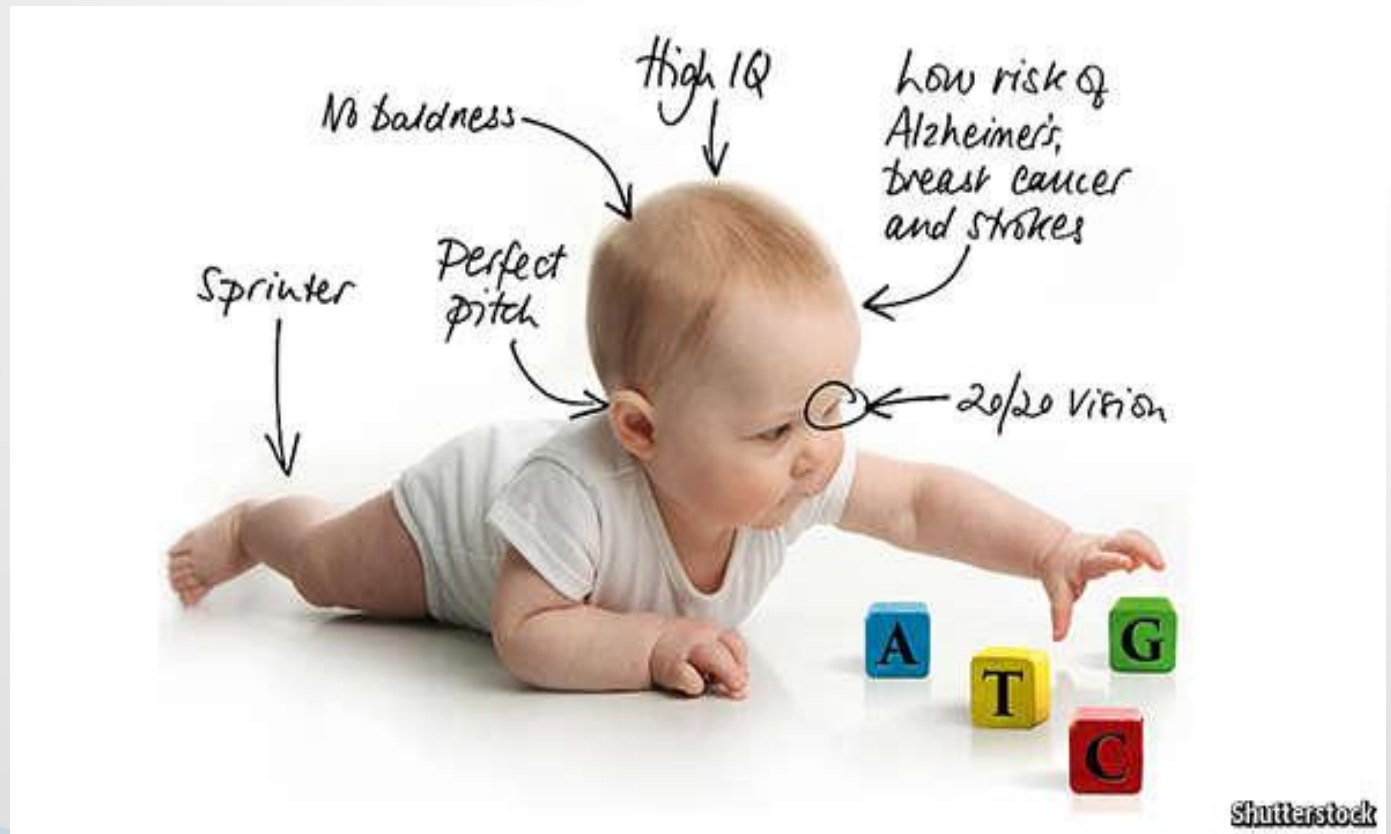 High IQ
No baldness
Low risk of
Alzheimer's,
breast cancer
and strokes
Perfect
pitch
Sprinter
20/20 Vision
A
G
T
C
Shutterstock